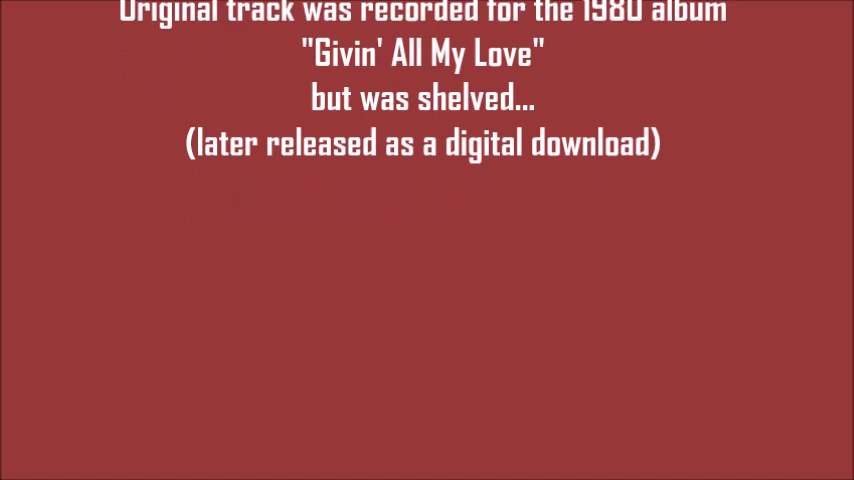 Original track was recorded for the 1980 album
"Givin' All My Love"
but was shelved...
(later released as a digital download)